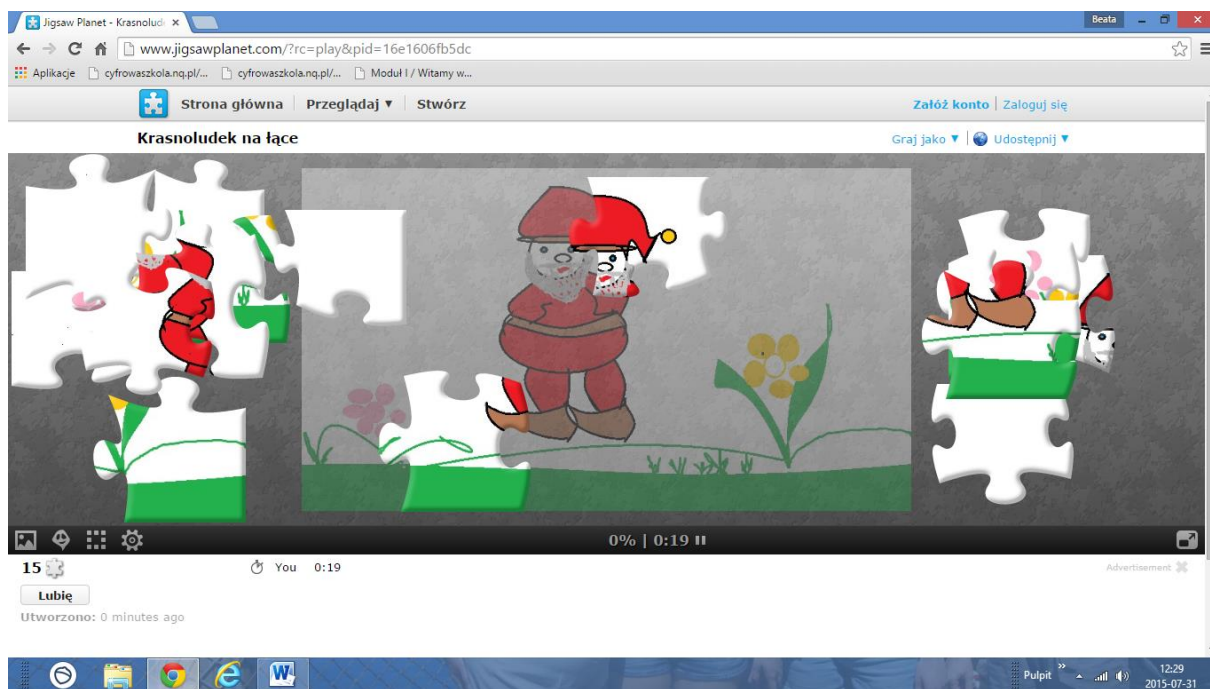 Jigsaw Planet - Krasnolud
Beata
www.jigsawplanet.com/?rc=play&pid=16e1606fb5dc
Aplikacje cyfrowaszkola.nq.pl/... cyfrowaszkola.nq.pl/... Moduł I / Witamy w...
Strona główna Przeglądaj ▼ Stwórz Załóż konto Zaloguj się
Krasnoludek na łące Graj jako ▼ Udostępnij ▼
0% | 0:19
15 You 0:19 Advertisement
Lubię
Utworzono: 0 minutes ago
Pulpit » 12:29
2015-07-31